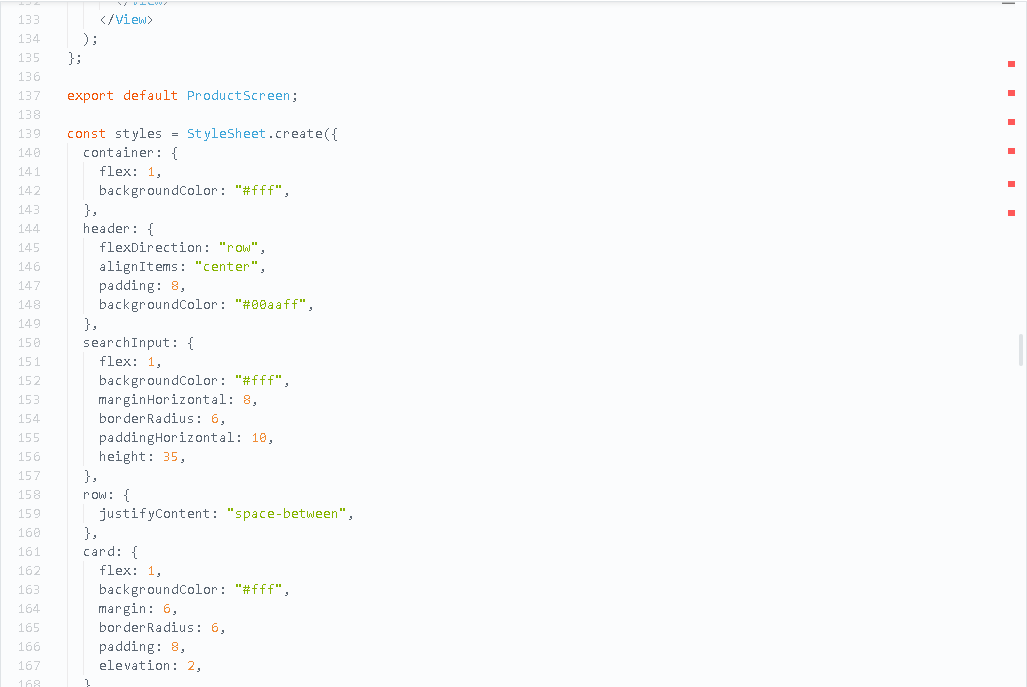 132 </View>
133 </View>
134 );
135 };
136
137 export default ProductScreen;
138
139 const styles = StyleSheet.create({
140 container: {
141 flex: 1,
142 backgroundColor: "#fff",
143 },
144 header: {
145 flexDirection: "row",
146 alignItems: "center",
147 padding: 8,
148 backgroundColor: "#00aaff",
149 },
150 searchInput: {
151 flex: 1,
152 backgroundColor: "#fff",
153 marginHorizontal: 8,
154 borderRadius: 6,
155 paddingHorizontal: 10,
156 height: 35,
157 },
158 row: {
159 justifyContent: "space-between",
160 },
161 card: {
162 flex: 1,
163 backgroundColor: "#fff",
164 margin: 6,
165 borderRadius: 6,
166 padding: 8,
167 elevation: 2,
168 }